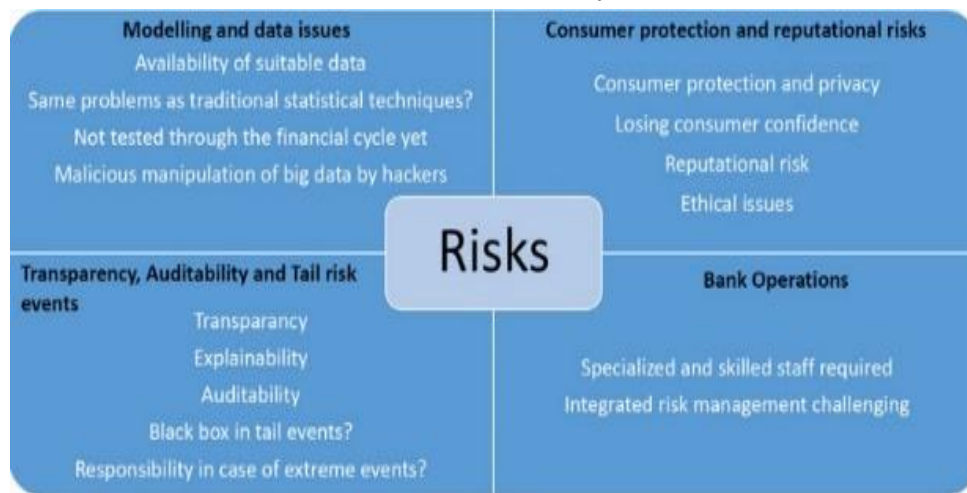 Modelling and data issues
Availability of suitable data
Same problems as traditional statistical techniques?
Not tested through the financial cycle yet
Malicious manipulation of big data by hackers
Consumer protection and reputational risks
Consumer protection and privacy
Losing consumer confidence
Reputational risk
Ethical issues
Risks
Transparency, Auditability and Tail risk
events
Transparancy
Explainability
Auditability
Black box in tail events?
Responsibility in case of extreme events?
Bank Operations
Specialized and skilled staff required
Integrated risk management challenging